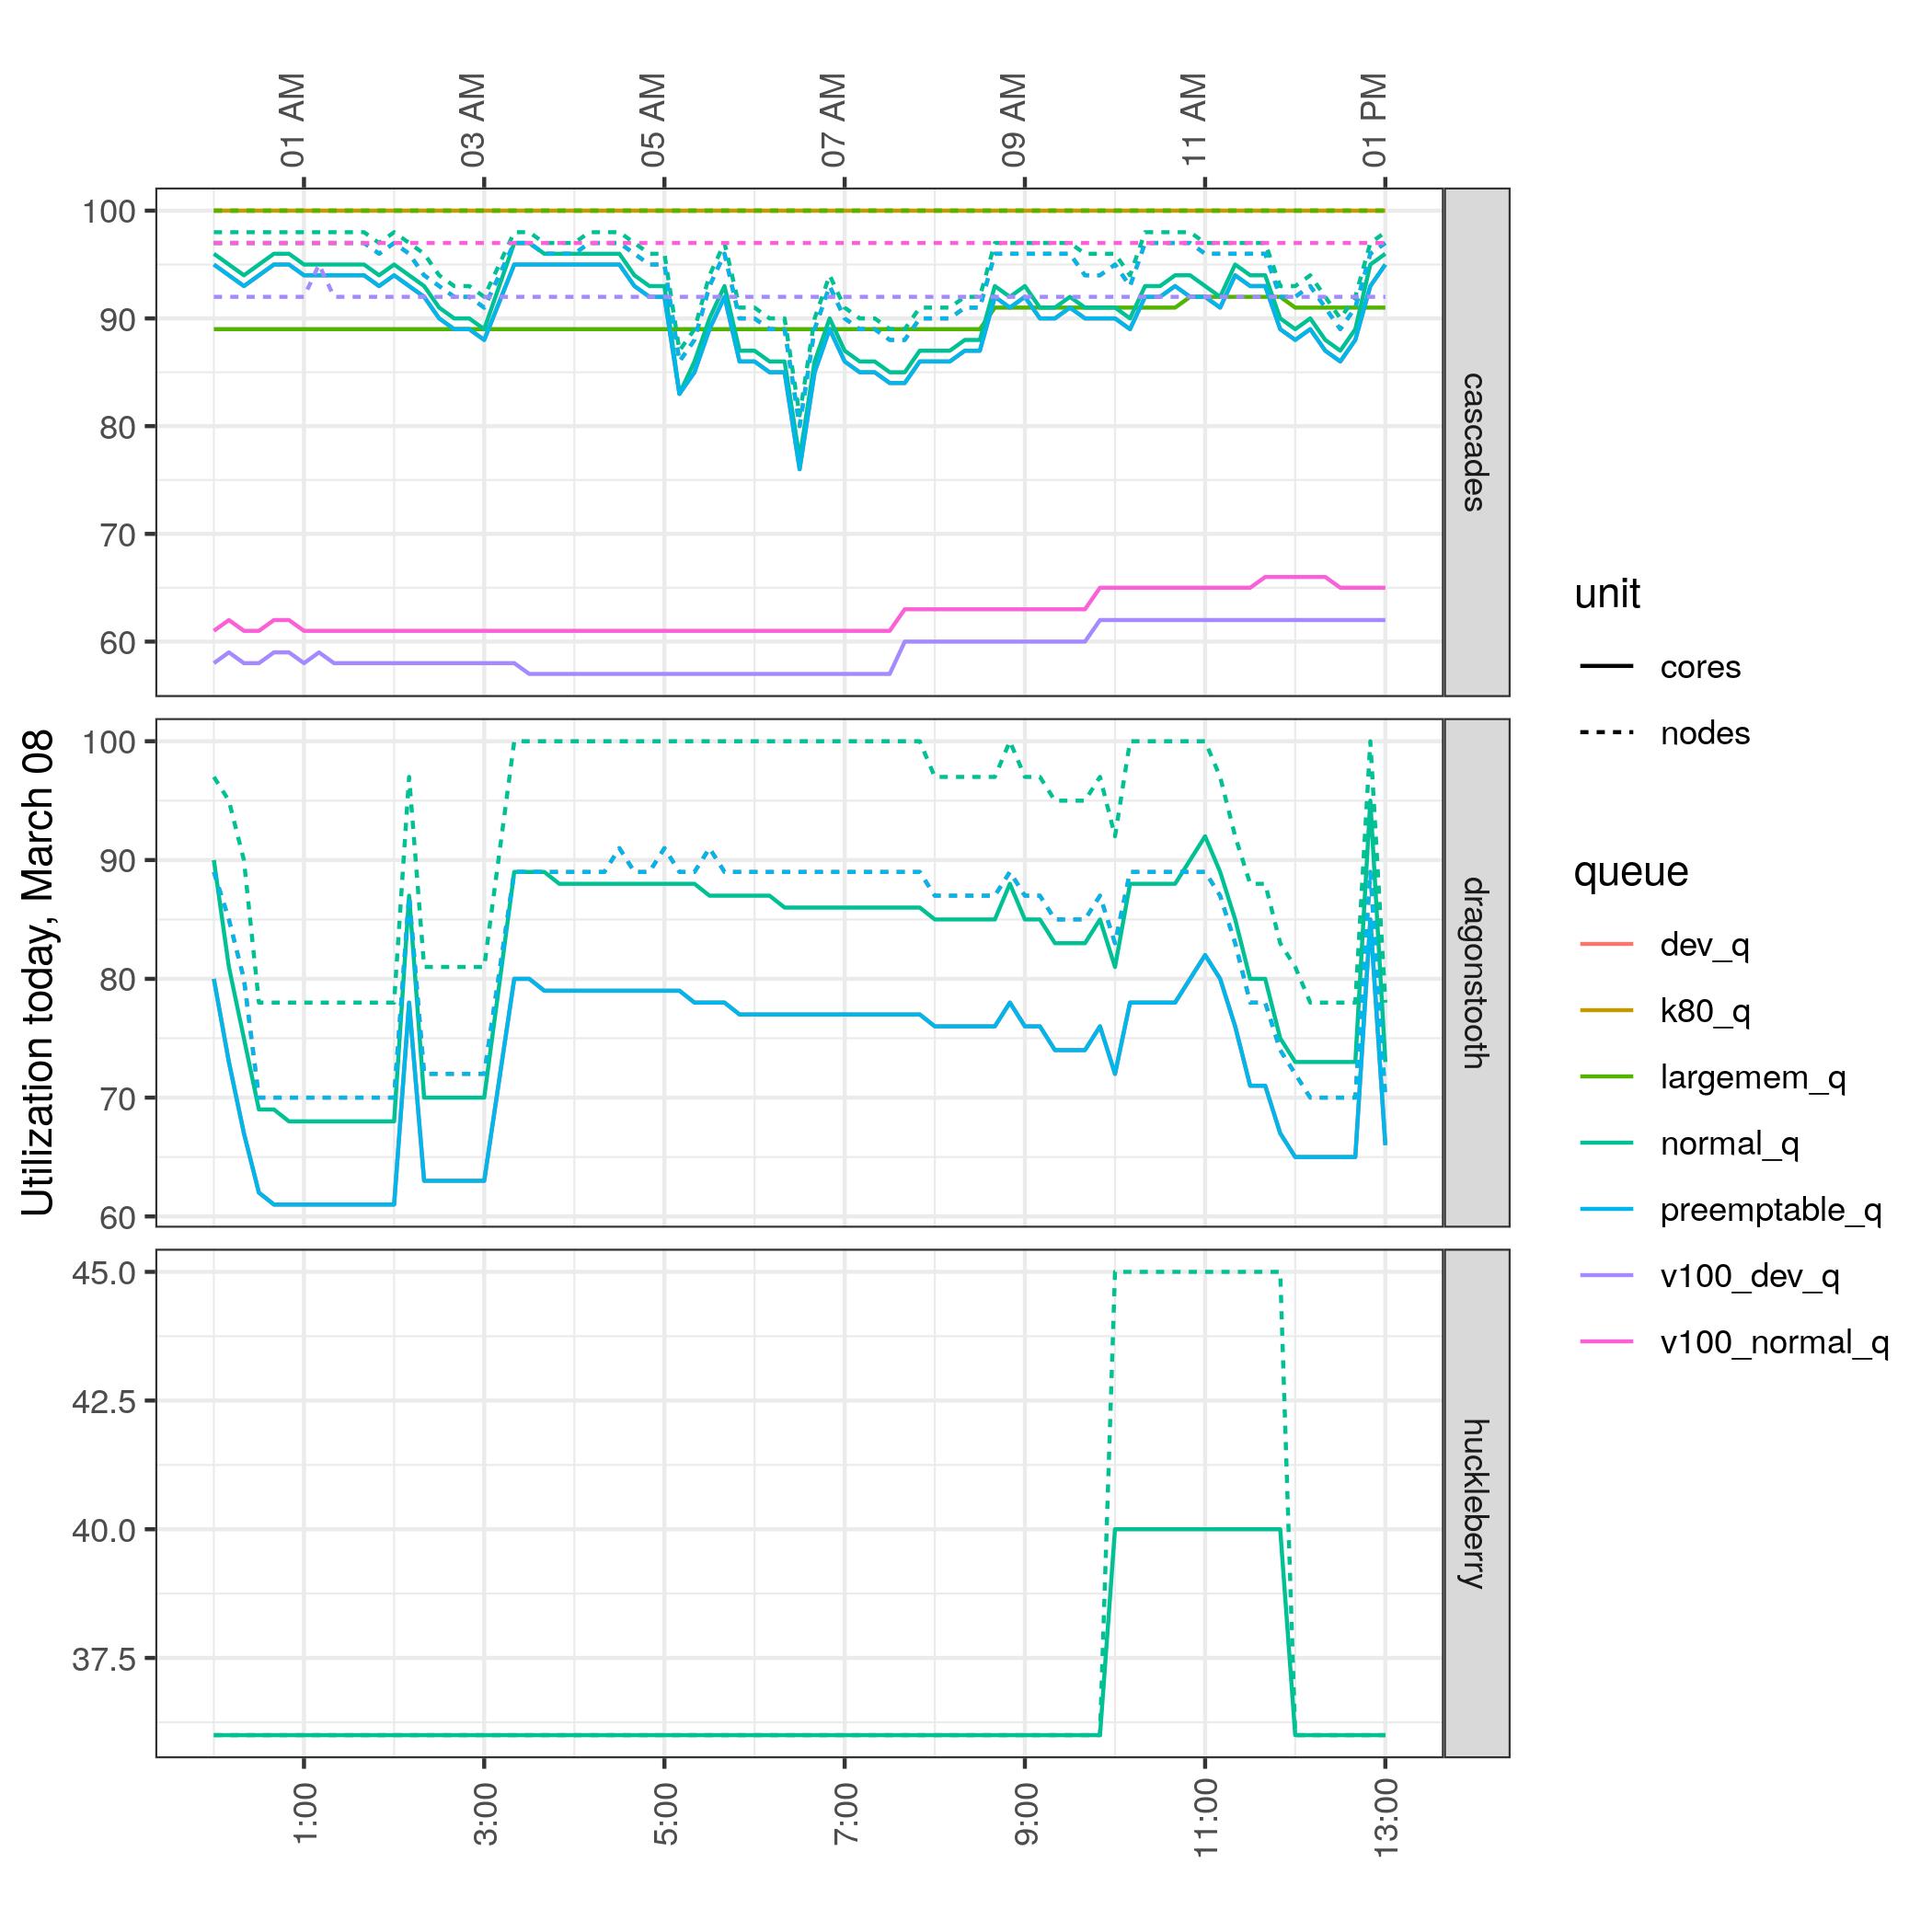 01 AM
03 AM
05 AM
07 AM
09 AM
11 AM
01 PM
Utilization today, March 08
100
90
80
70
60
cascades
100
90
80
70
60
dragonstooth
45.0
42.5
40.0
37.5
huckleberry
1:00
3:00
5:00
7:00
9:00
11:00
13:00
unit
cores
nodes
queue
dev_q
k80_q
largemem_q
normal_q
preemptable_q
v100_dev_q
v100_normal_q